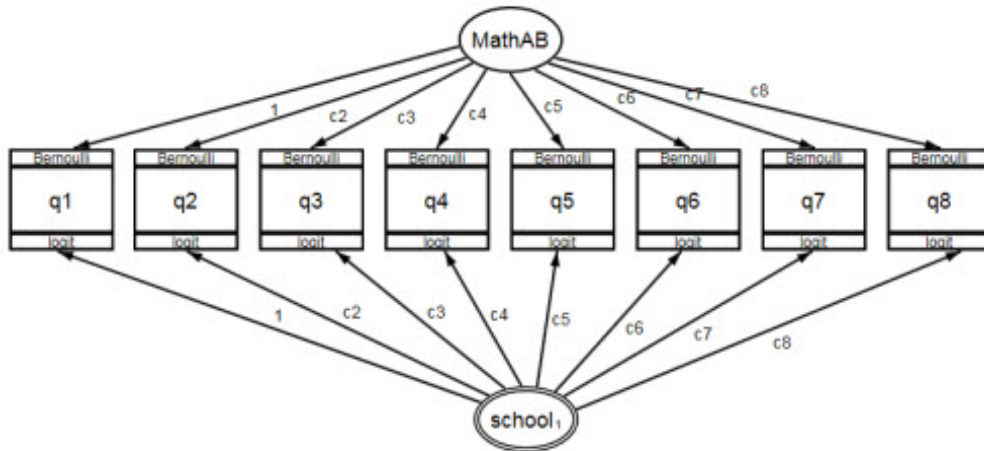 MathAB
1 c2 c3 c4 c5 c6 c7 c8
Bernoulli Bernoulli Bernoulli Bernoulli Bernoulli Bernoulli Bernoulli Bernoulli
q1 q2 q3 q4 q5 q6 q7 q8
logit logit logit logit logit logit logit logit
1 c2 c3 c4 c5 c6 c7 c8
school₁